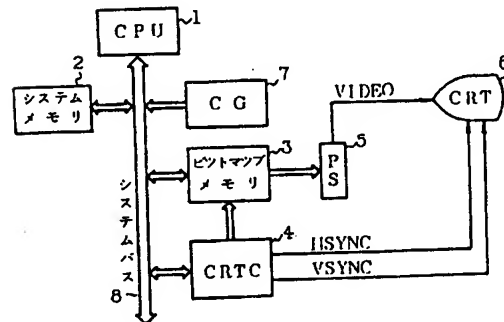 CPU
1
2
システム
メモリ
CG
7
VIDEO
CRT
6
ビットマップ
メモリ
3
PS
5
システムバス
8
CRTC
4
HSYNC
VSYNC